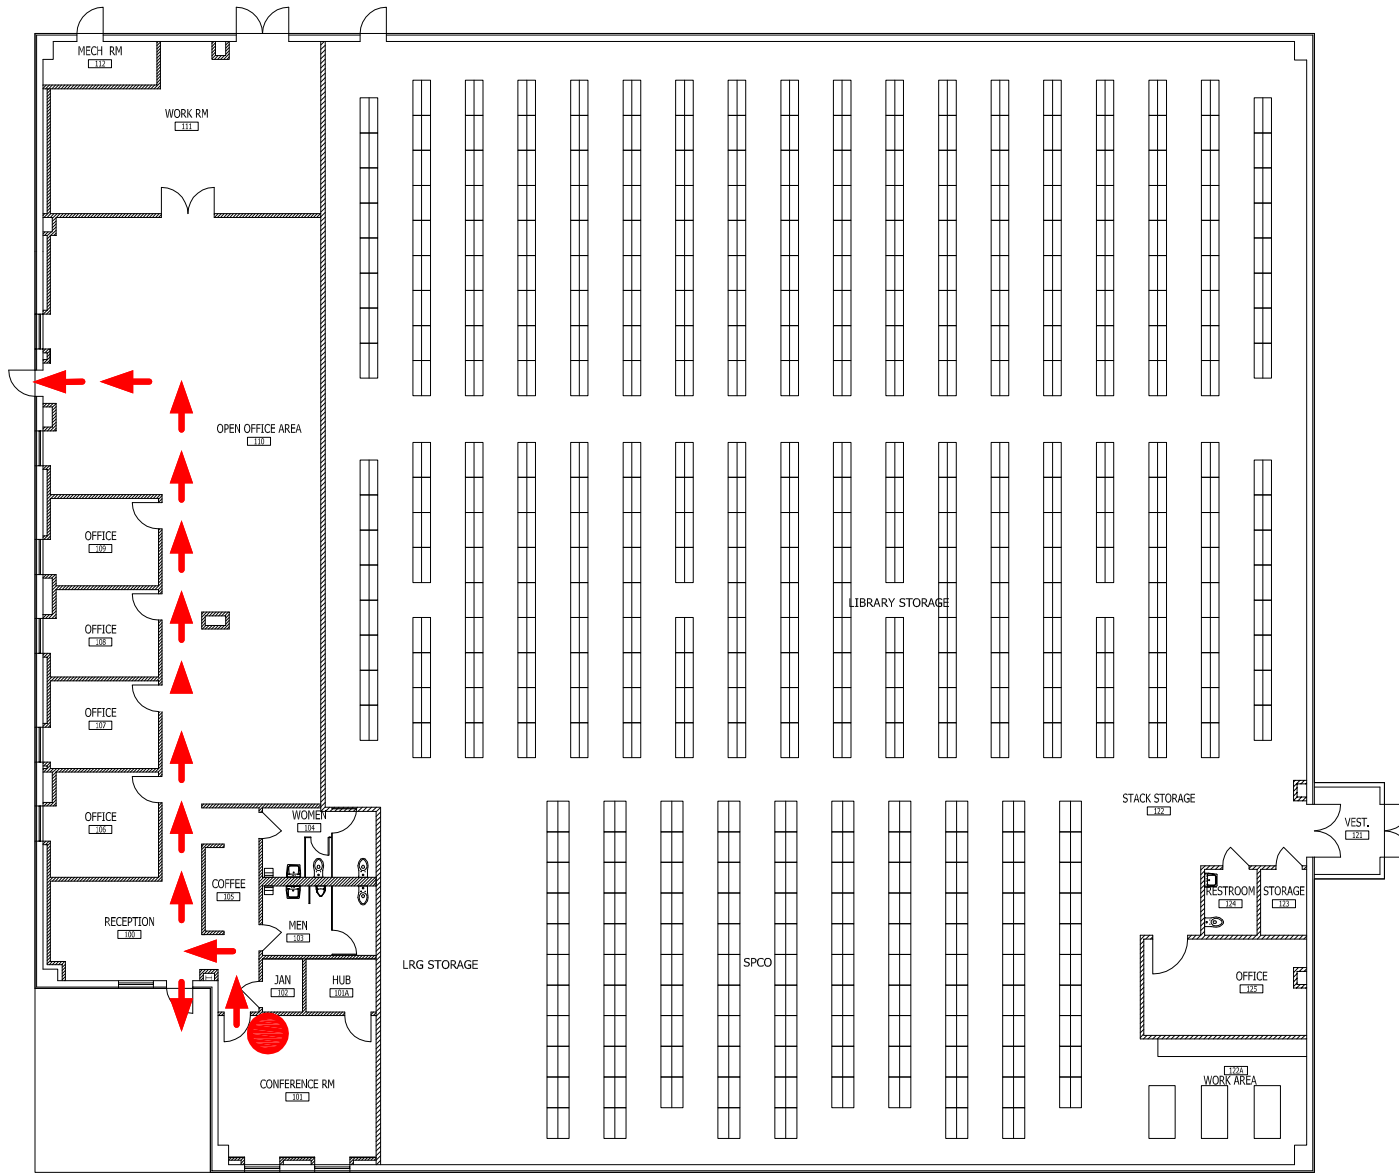 MECH RM
112
WORK RM
111
OPEN OFFICE AREA
110
OFFICE
109
OFFICE
108
OFFICE
107
OFFICE
106
LIBRARY STORAGE
STACK STORAGE
122
VEST.
121
WOMEN
104
COFFEE
105
MEN
103
RECEPTION
100
RESTROOM
124
STORAGE
123
LRG STORAGE
SPCO
JAN
102
HUB
101A
OFFICE
125
CONFERENCE RM
101
122A
WORK AREA